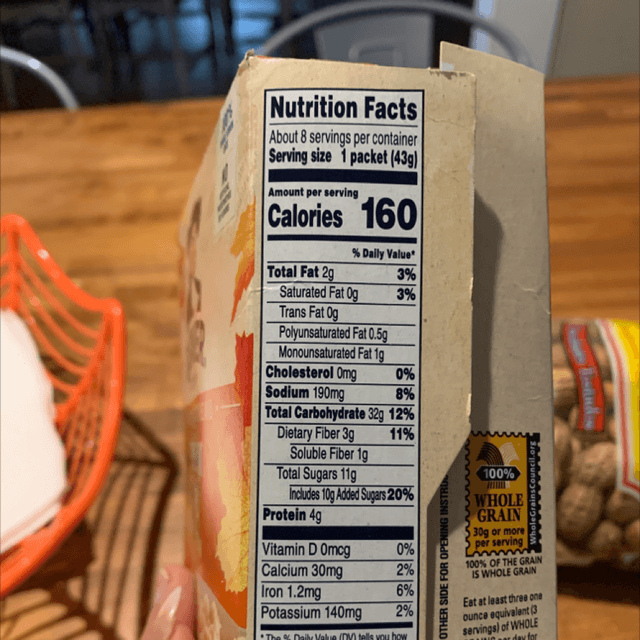 Nutrition Facts
About 8 servings per container
Serving size 1 packet (43g)
Amount per serving
Calories 160
% Daily Value*
Total Fat 2g 3%
Saturated Fat 0g 3%
Trans Fat 0g
Polyunsaturated Fat 0.5g
Monounsaturated Fat 1g
Cholesterol 0mg 0%
Sodium 190mg 8%
Total Carbohydrate 32g 12%
Dietary Fiber 3g 11%
Soluble Fiber 1g
Total Sugars 11g
Includes 10g Added Sugars 20%
Protein 4g
Vitamin D 0mcg 0%
Calcium 30mg 2%
Iron 1.2mg 6%
Potassium 140mg 2%
*The % Daily Value (DV) tells you how
OTHER SIDE FOR OPENING
100%
WHOLE
GRAIN
30g or more
per serving
WholeGrainsCouncil.org
100% OF THE GRAIN
IS WHOLE GRAIN
Eat at least three one
ounce equivalent (3
servings) of WHOLE
day for